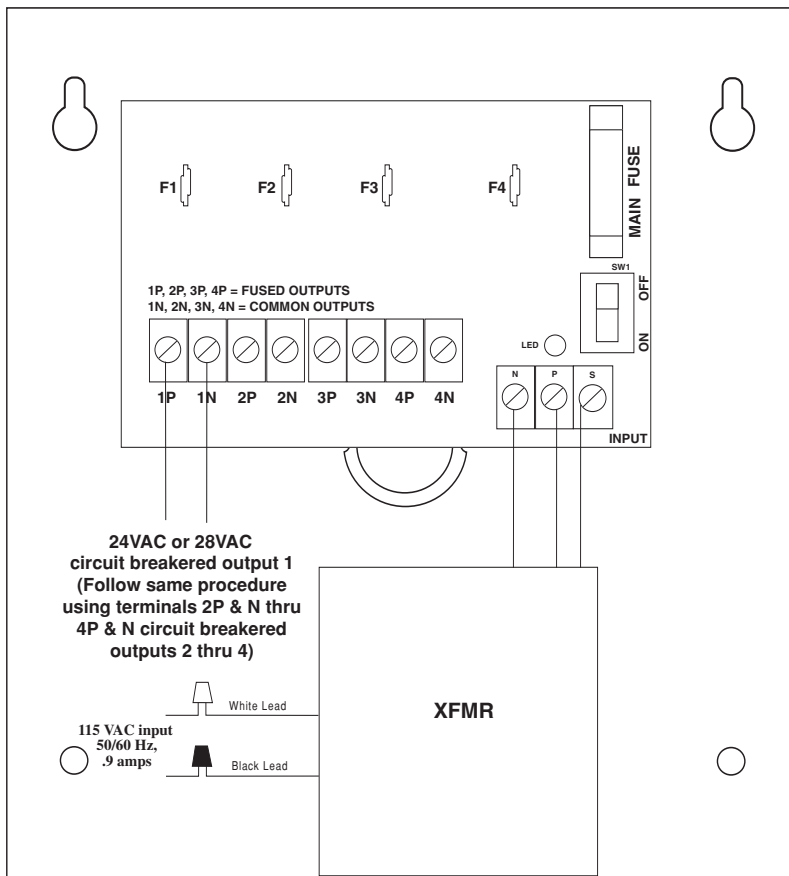 F1
F2
F3
F4
MAIN FUSE
SW1
OFF
ON
1P, 2P, 3P, 4P = FUSED OUTPUTS
1N, 2N, 3N, 4N = COMMON OUTPUTS
LED
N P S
1P 1N 2P 2N 3P 3N 4P 4N
INPUT
24VAC or 28VAC
circuit breakered output 1
(Follow same procedure
using terminals 2P & N thru
4P & N circuit breakered
outputs 2 thru 4)
XFMR
White Lead
115 VAC input
50/60 Hz,
.9 amps
Black Lead